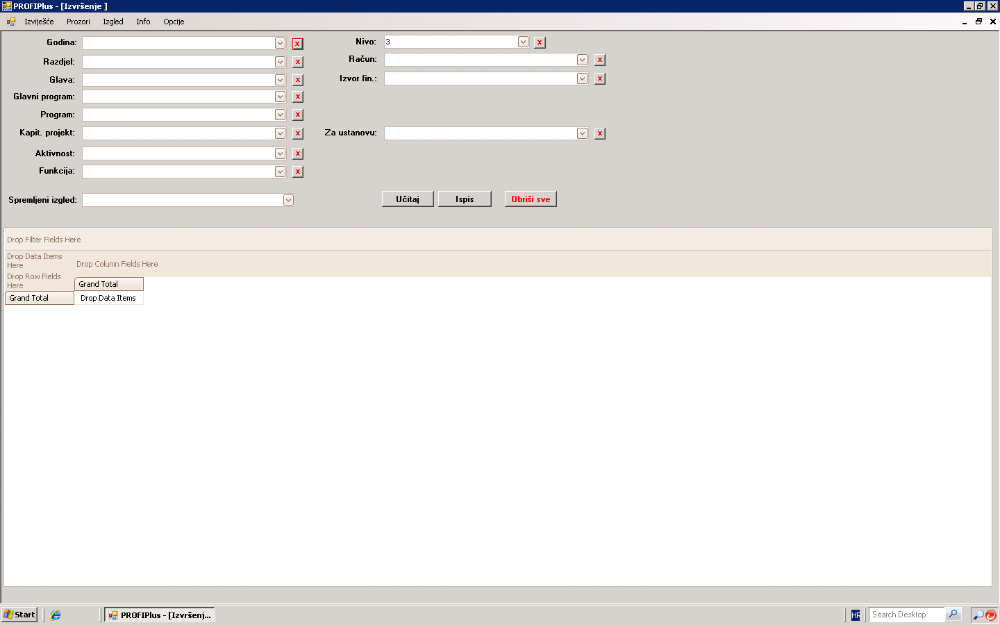 PROFIPlus - [Izvršenje ]
Izviješće Prozori Izgled Info Opcije
Godina: x Nivo: 3 x
Razdjel: x Račun: x
Glava: x Izvor fin.: x
Glavni program: x
Program: x
Kapit. projekt: x Za ustanovu: x
Aktivnost: x
Funkcija: x
Spremljeni izgled: Učitaj Ispis Obriši sve
Drop Filter Fields Here
Drop Data Items
Here
Drop Column Fields Here
Drop Row Fields
Here
Grand Total
Grand Total Drop Data Items
Start PROFIPlus - [Izvršenj... HR Search Desktop